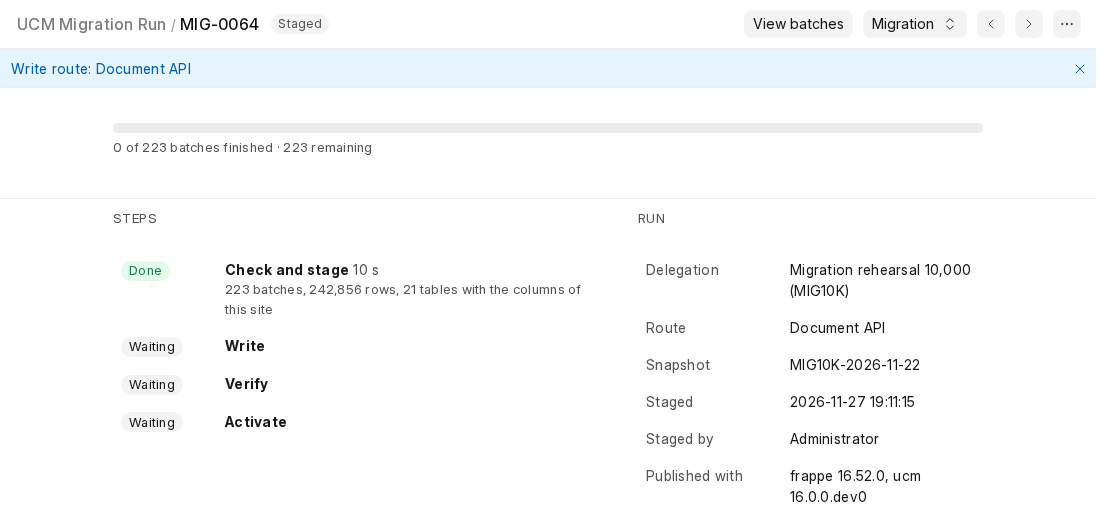 UCM Migration Run / MIG-0064 Staged View batches Migration
Write route: Document API
0 of 223 batches finished · 223 remaining
STEPS
Done Check and stage 10 s
223 batches, 242,856 rows, 21 tables with the columns of
this site
Waiting Write
Waiting Verify
Waiting Activate
RUN
Delegation Migration rehearsal 10,000
(MIG10K)
Route Document API
Snapshot MIG10K-2026-11-22
Staged 2026-11-27 19:11:15
Staged by Administrator
Published with frappe 16.52.0, ucm
16.0.0.dev0